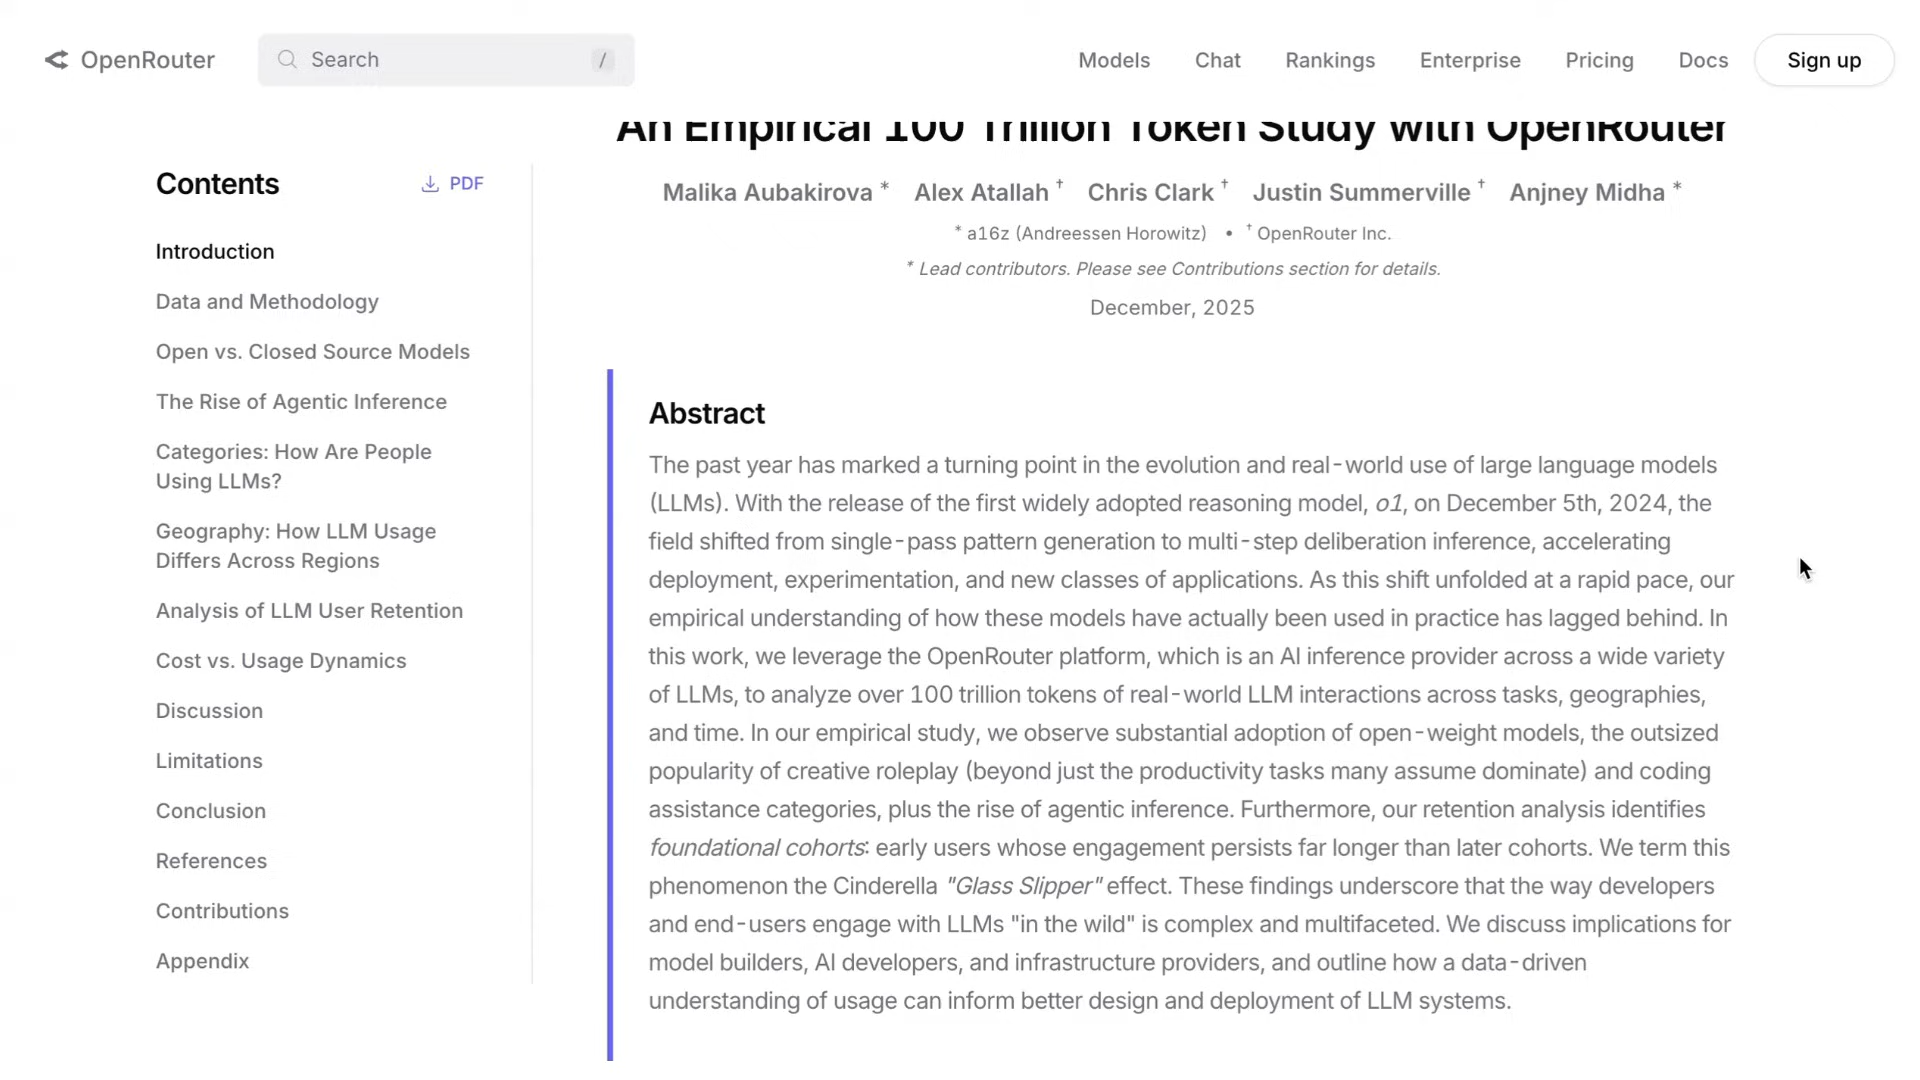 OpenRouter
Search
/
Models
Chat
Rankings
Enterprise
Pricing
Docs
Sign up
An Empirical 100 Trillion Token Study with OpenRouter
Contents
PDF
Introduction
Data and Methodology
Open vs. Closed Source Models
The Rise of Agentic Inference
Categories: How Are People
Using LLMs?
Geography: How LLM Usage
Differs Across Regions
Analysis of LLM User Retention
Cost vs. Usage Dynamics
Discussion
Limitations
Conclusion
References
Contributions
Appendix
Malika Aubakirova * Alex Atallah † Chris Clark † Justin Summerville † Anjney Midha *
* a16z (Andreessen Horowitz) • † OpenRouter Inc.
* Lead contributors. Please see Contributions section for details.
December, 2025
Abstract
The past year has marked a turning point in the evolution and real-world use of large language models
(LLMs). With the release of the first widely adopted reasoning model, o1, on December 5th, 2024, the
field shifted from single-pass pattern generation to multi-step deliberation inference, accelerating
deployment, experimentation, and new classes of applications. As this shift unfolded at a rapid pace, our
empirical understanding of how these models have actually been used in practice has lagged behind. In
this work, we leverage the OpenRouter platform, which is an AI inference provider across a wide variety
of LLMs, to analyze over 100 trillion tokens of real-world LLM interactions across tasks, geographies,
and time. In our empirical study, we observe substantial adoption of open-weight models, the outsized
popularity of creative roleplay (beyond just the productivity tasks many assume dominate) and coding
assistance categories, plus the rise of agentic inference. Furthermore, our retention analysis identifies
foundational cohorts: early users whose engagement persists far longer than later cohorts. We term this
phenomenon the Cinderella "Glass Slipper" effect. These findings underscore that the way developers
and end-users engage with LLMs "in the wild" is complex and multifaceted. We discuss implications for
model builders, AI developers, and infrastructure providers, and outline how a data-driven
understanding of usage can inform better design and deployment of LLM systems.